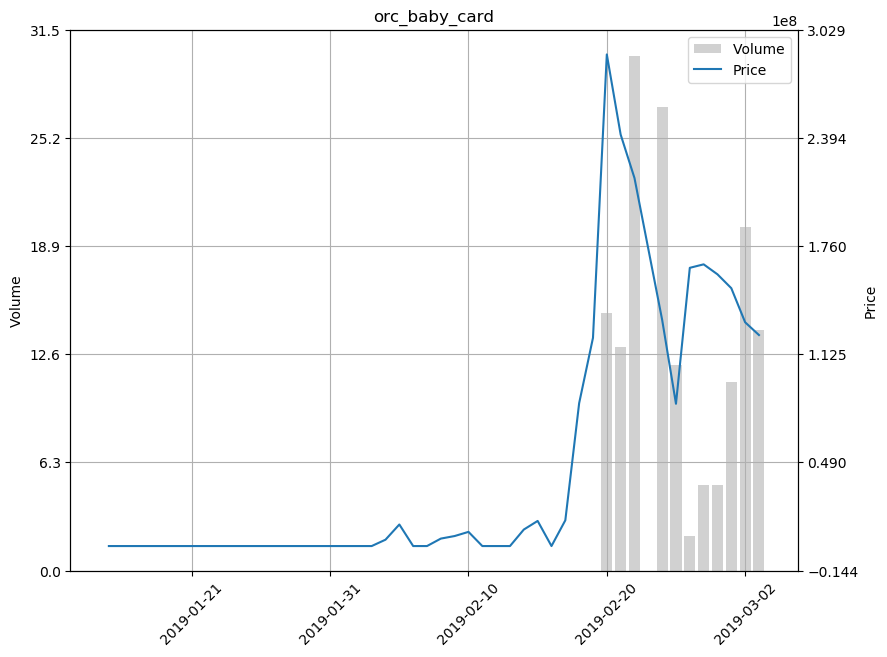 orc_baby_card
1e8
31.5
25.2
18.9
12.6
6.3
0.0
Volume
3.029
2.394
1.760
1.125
0.490
−0.144
Price
Volume
Price
2019-01-21
2019-01-31
2019-02-10
2019-02-20
2019-03-02